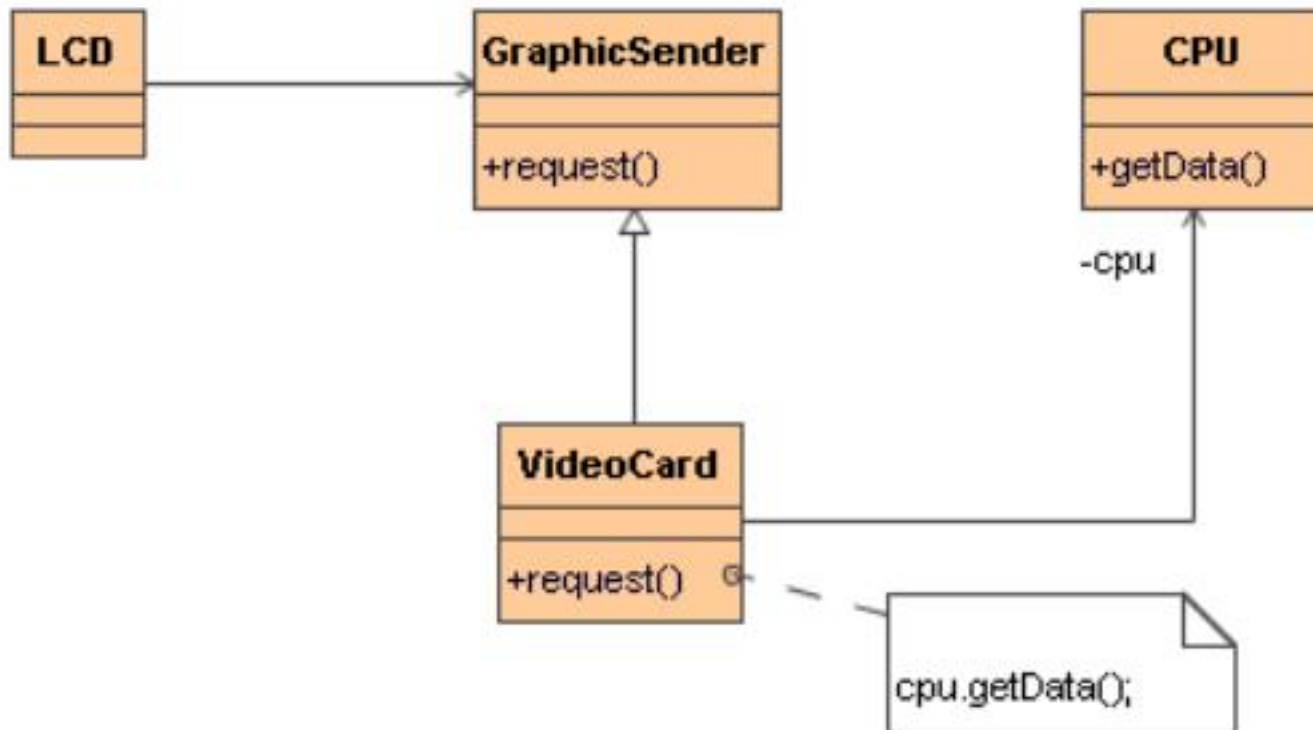 LCD
GraphicSender
+request()
CPU
+getData()
-cpu
VideoCard
+request()
cpu.getData();